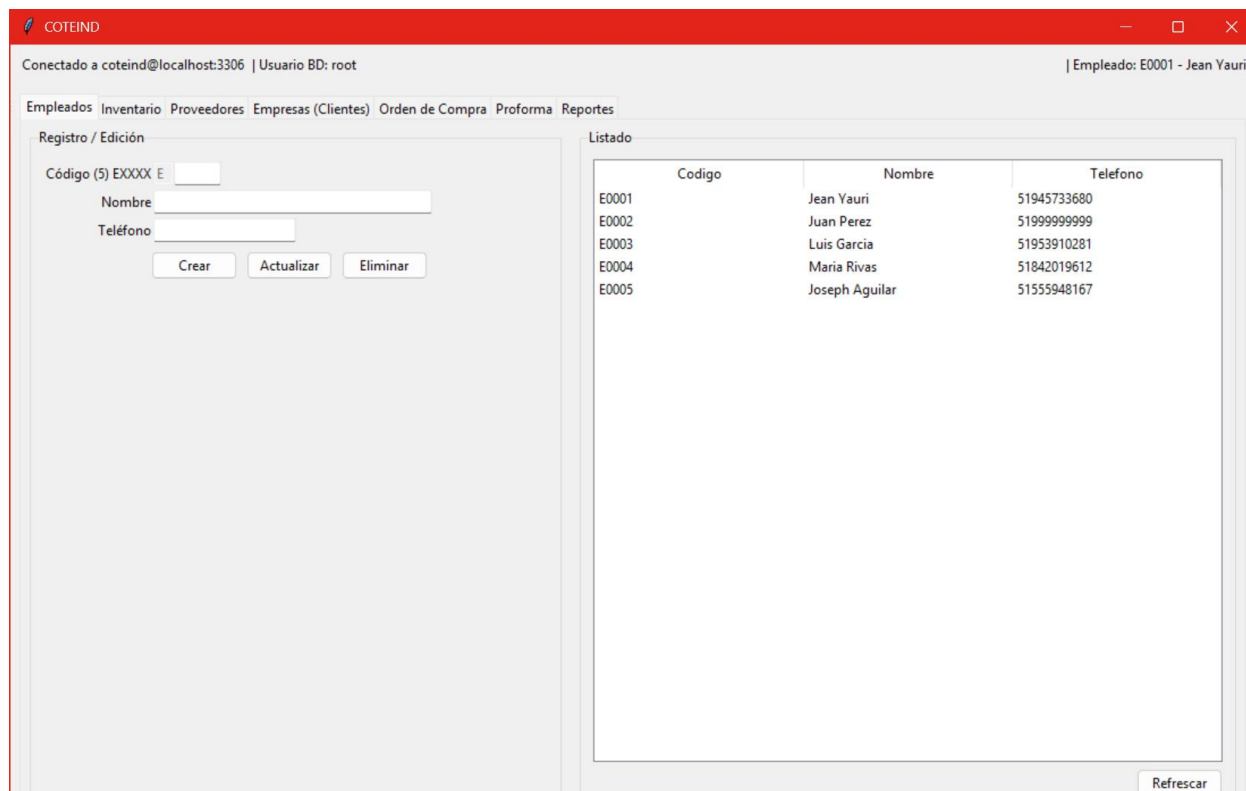 COTEIND
Conectado a coteind@localhost:3306 | Usuario BD: root | Empleado: E0001 - Jean Yauri
Empleados Inventario Proveedores Empresas (Clientes) Orden de Compra Proforma Reportes
Registro / Edición
Código (5) EXXXX E
Nombre
Teléfono
Crear Actualizar Eliminar
Listado
Codigo Nombre Telefono
E0001 Jean Yauri 51945733680
E0002 Juan Perez 51999999999
E0003 Luis Garcia 51953910281
E0004 Maria Rivas 51842019612
E0005 Joseph Aguilar 51555948167
Refrescar